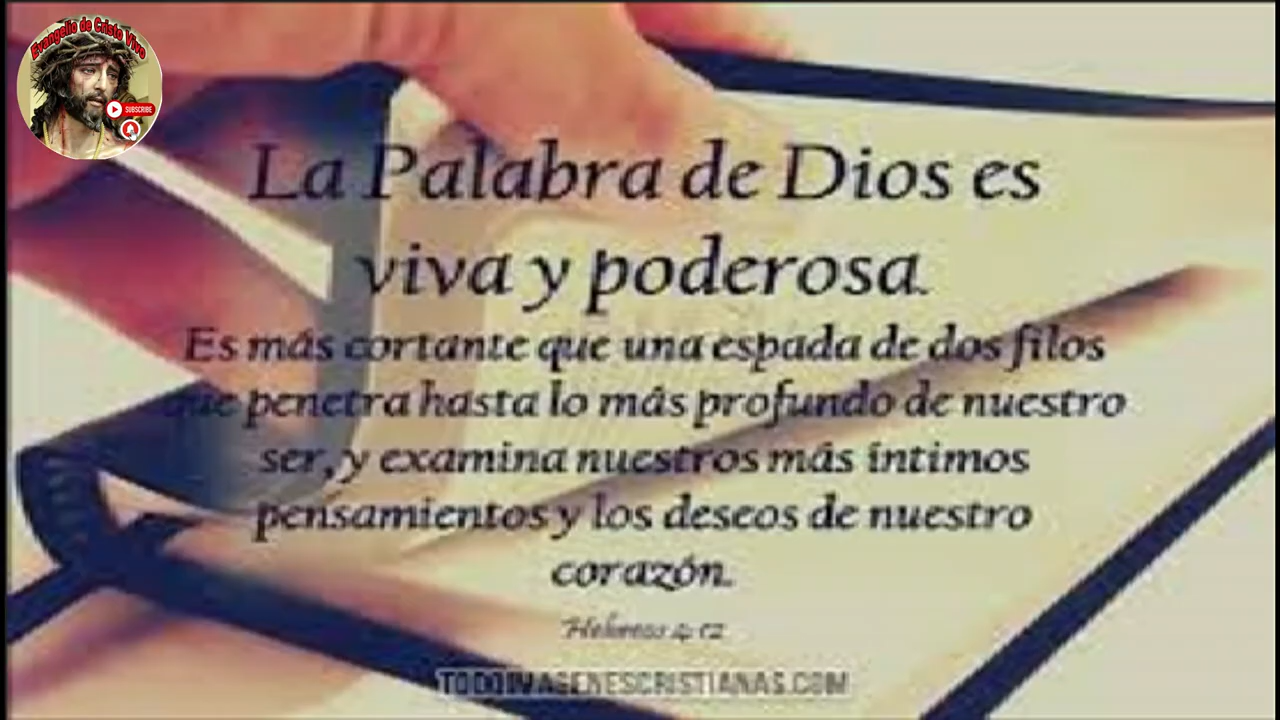 Evangelio de Cristo Vivo
SUBSCRIBE
La Palabra de Dios es
viva y poderosa.
Es más cortante que una espada de dos filos
que penetra hasta lo más profundo de nuestro
ser, y examina nuestros más íntimos
pensamientos y los deseos de nuestro
corazón.
Hebreos 4:12
TODOIMAGENESCRISTIANAS.COM